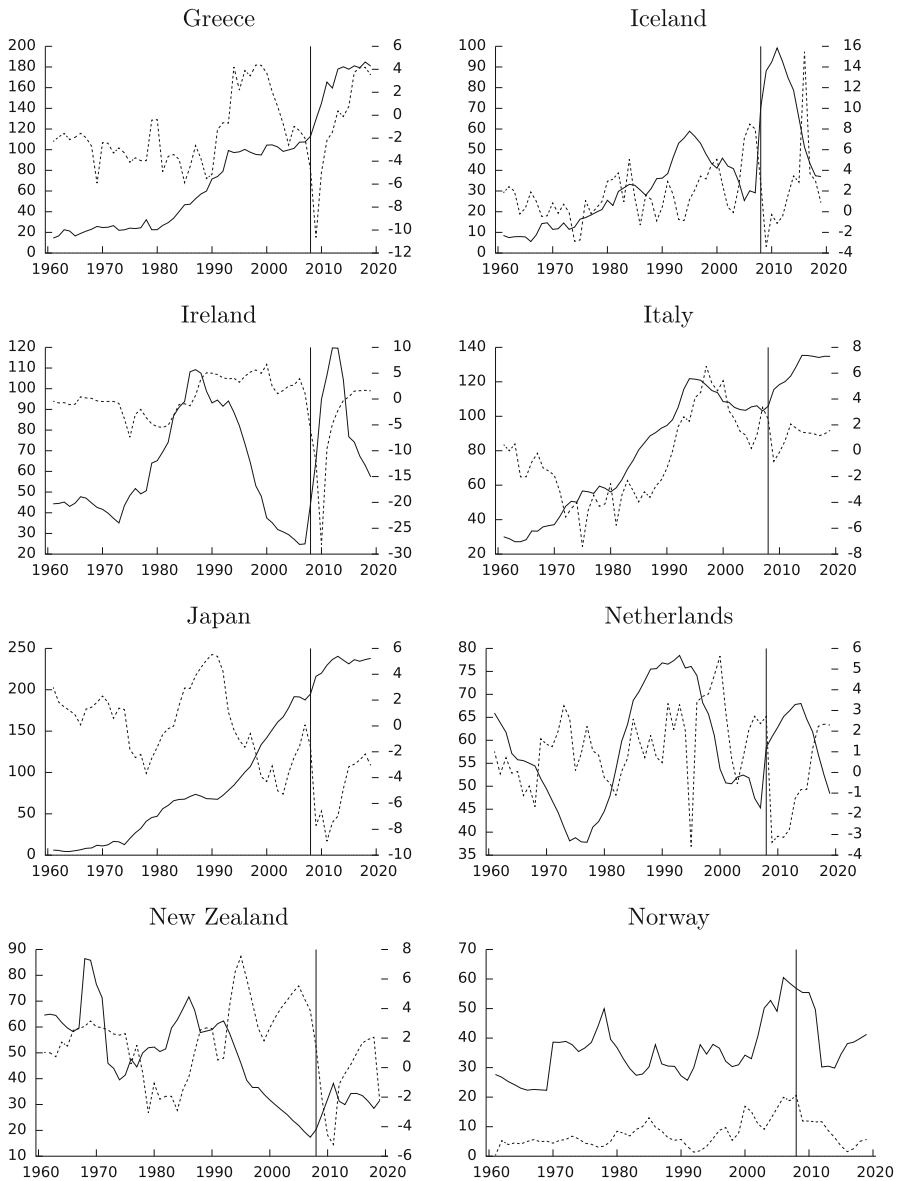 Greece Iceland
200 6 100 16
180 4 90 14
160 2 80 12
140 0 70 10
120 -2 60 8
100 -4 50 6
80 -6 40 4
60 -8 30 2
40 -10 20 0
20 -12 10 -2
0 0 -4
1960 1970 1980 1990 2000 2010 2020 1960 1970 1980 1990 2000 2010 2020
Ireland Italy
120 10 140 8
110 5 120 6
100 0 100 4
90 -5 80 2
80 -10 60 0
70 -15 40 -2
60 -20 20 -4
50 -25 -6
40 -30 -8
30
20
1960 1970 1980 1990 2000 2010 2020 1960 1970 1980 1990 2000 2010 2020
Japan Netherlands
250 6 80 6
200 4 75 5
150 2 70 4
100 0 65 3
50 -2 60 2
0 -4 55 1
-6 50 0
-8 45 -1
-10 40 -2
35 -3
-4
1960 1970 1980 1990 2000 2010 2020 1960 1970 1980 1990 2000 2010 2020
New Zealand Norway
90 8 70
80 6 60
70 4 50
60 2 40
50 0 30
40 -2 20
30 -4 10
20 -6 0
10
1960 1970 1980 1990 2000 2010 2020 1960 1970 1980 1990 2000 2010 2020